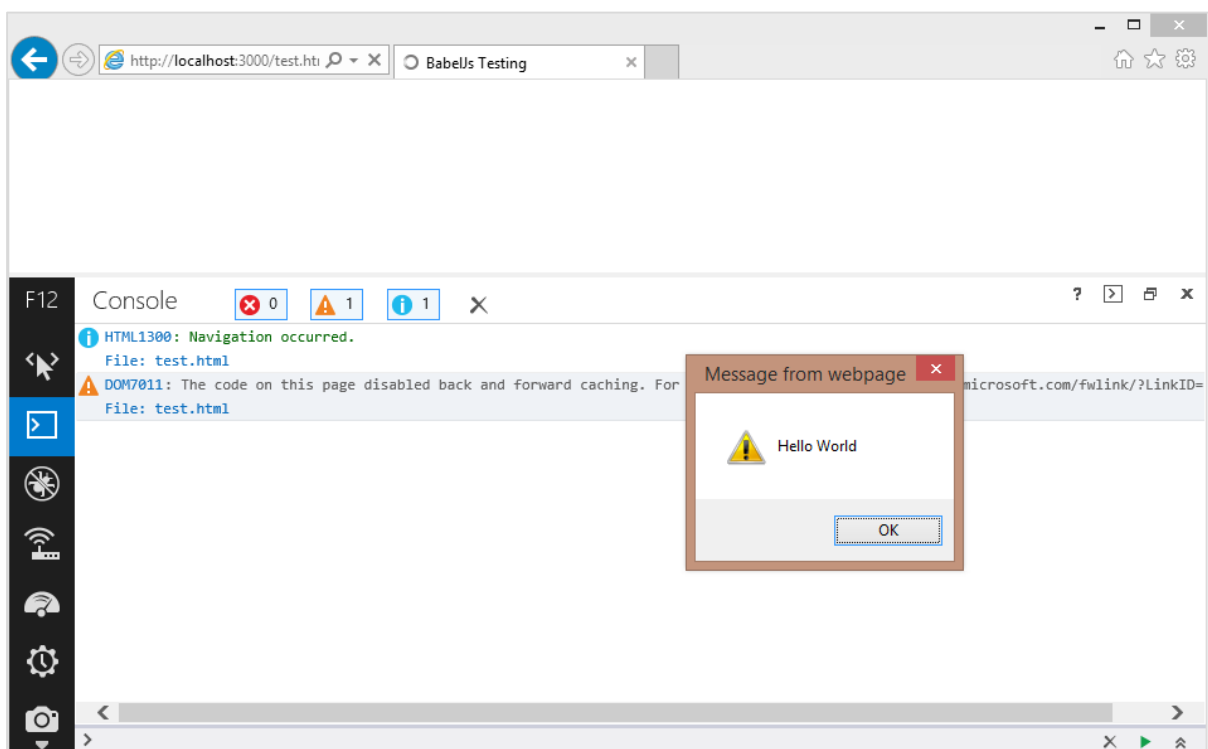 http://localhost:3000/test.ht
BabelJs Testing
F12 Console 0 1 1 ?
HTML1300: Navigation occurred.
File: test.html
DOM7011: The code on this page disabled back and forward caching. For microsoft.com/fwlink/?LinkID=
File: test.html
Message from webpage
Hello World
OK